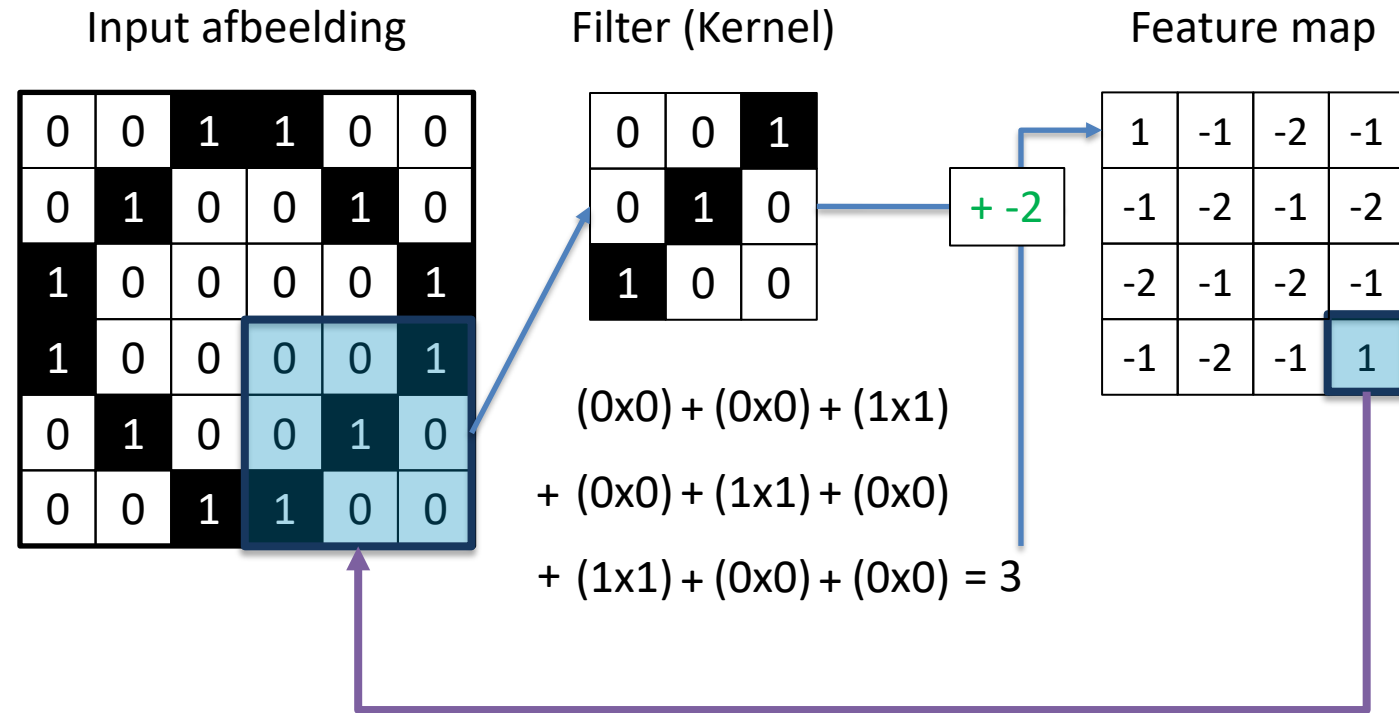 Input afbeelding
0 0 1 1 0 0
0 1 0 0 1 0
1 0 0 0 0 1
1 0 0 0 0 1
0 1 0 0 1 0
0 0 1 1 0 0
Filter (Kernel)
0 0 1
0 1 0
1 0 0
(0x0) + (0x0) + (1x1)
+ (0x0) + (1x1) + (0x0)
+ (1x1) + (0x0) + (0x0) = 3
+ -2
Feature map
1 -1 -2 -1
-1 -2 -1 -2
-2 -1 -2 -1
-1 -2 -1 1